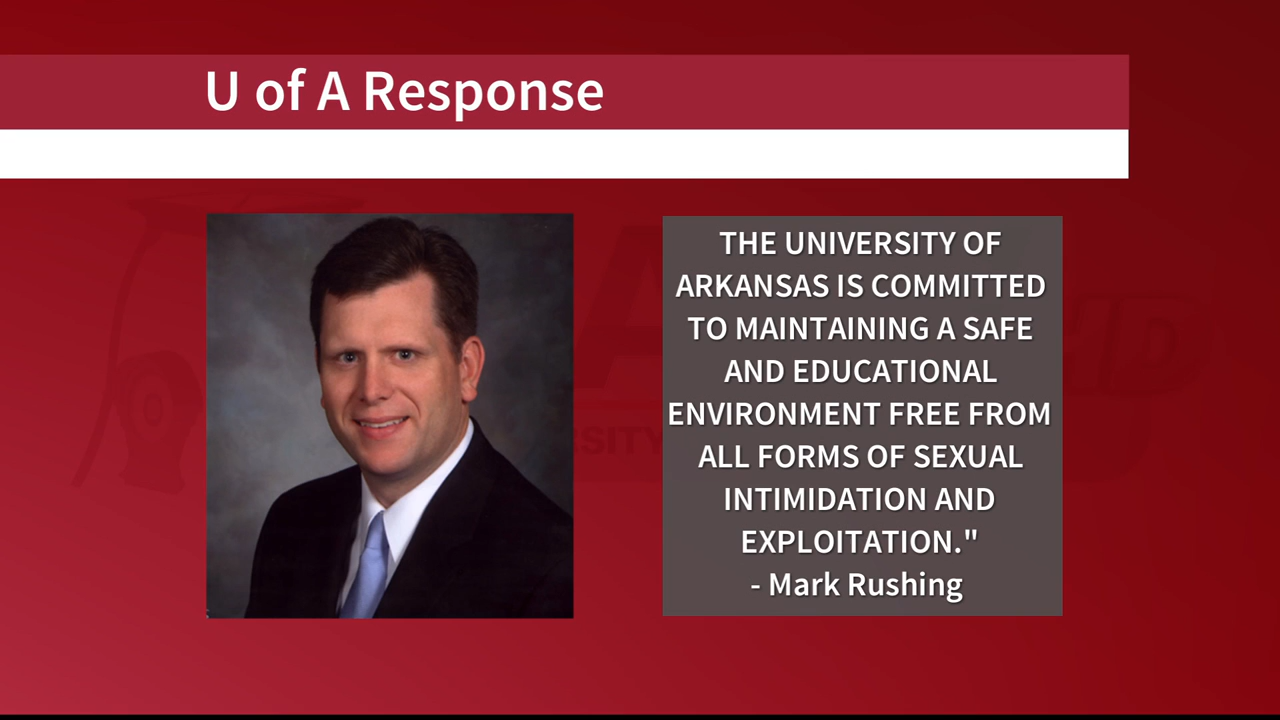 U of A Response
THE UNIVERSITY OF
ARKANSAS IS COMMITTED
TO MAINTAINING A SAFE
AND EDUCATIONAL
ENVIRONMENT FREE FROM
ALL FORMS OF SEXUAL
INTIMIDATION AND
EXPLOITATION."
- Mark Rushing